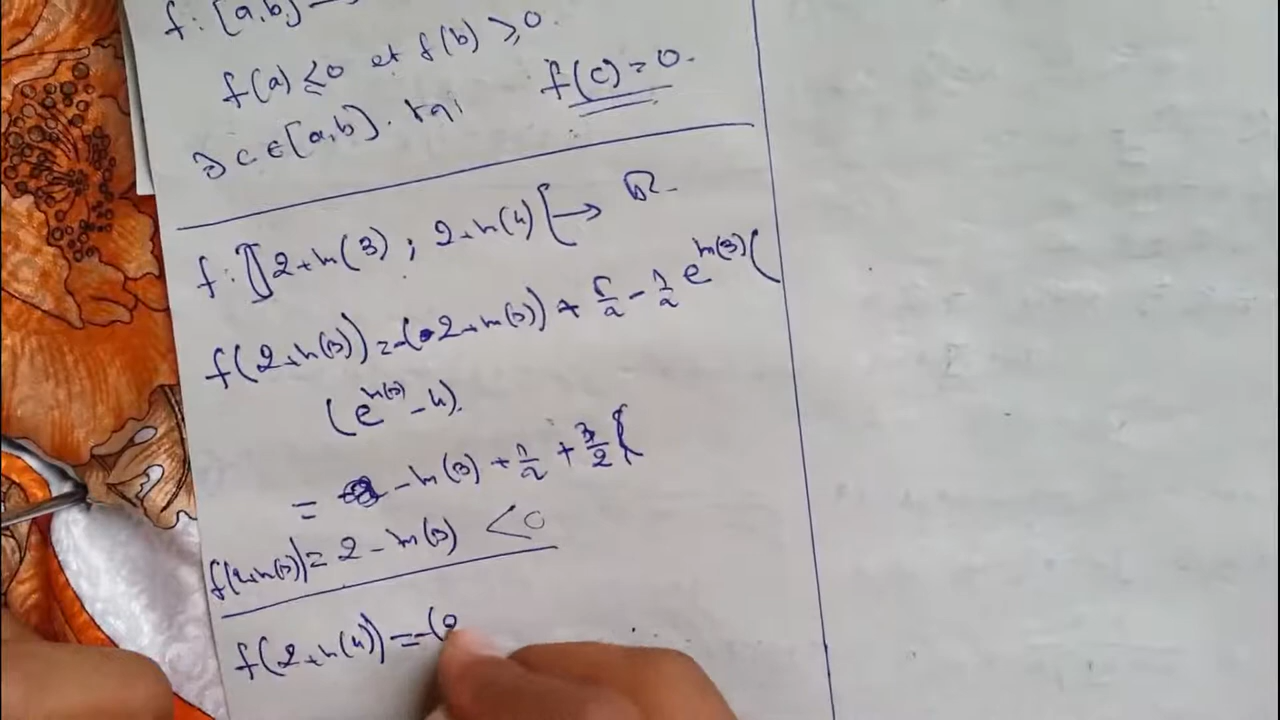 f : [a,b] →
f(a) ≤ 0 et f(b) ≥ 0.
∃ c ∈ [a,b]. tq: f(c) = 0.
f : ]2+ln(3) ; 2+ln(4)[ → ℝ
f(2+ln(3)) = -(2+ln(3)) + 5/2 - 1/2 e^ln(3) (
(e^ln(3) - 4).
= - ln(3) + 1/2 + 3/2 (
f(2+ln(3)) = 2 - ln(3) < 0
f(2+ln(4)) = -(2